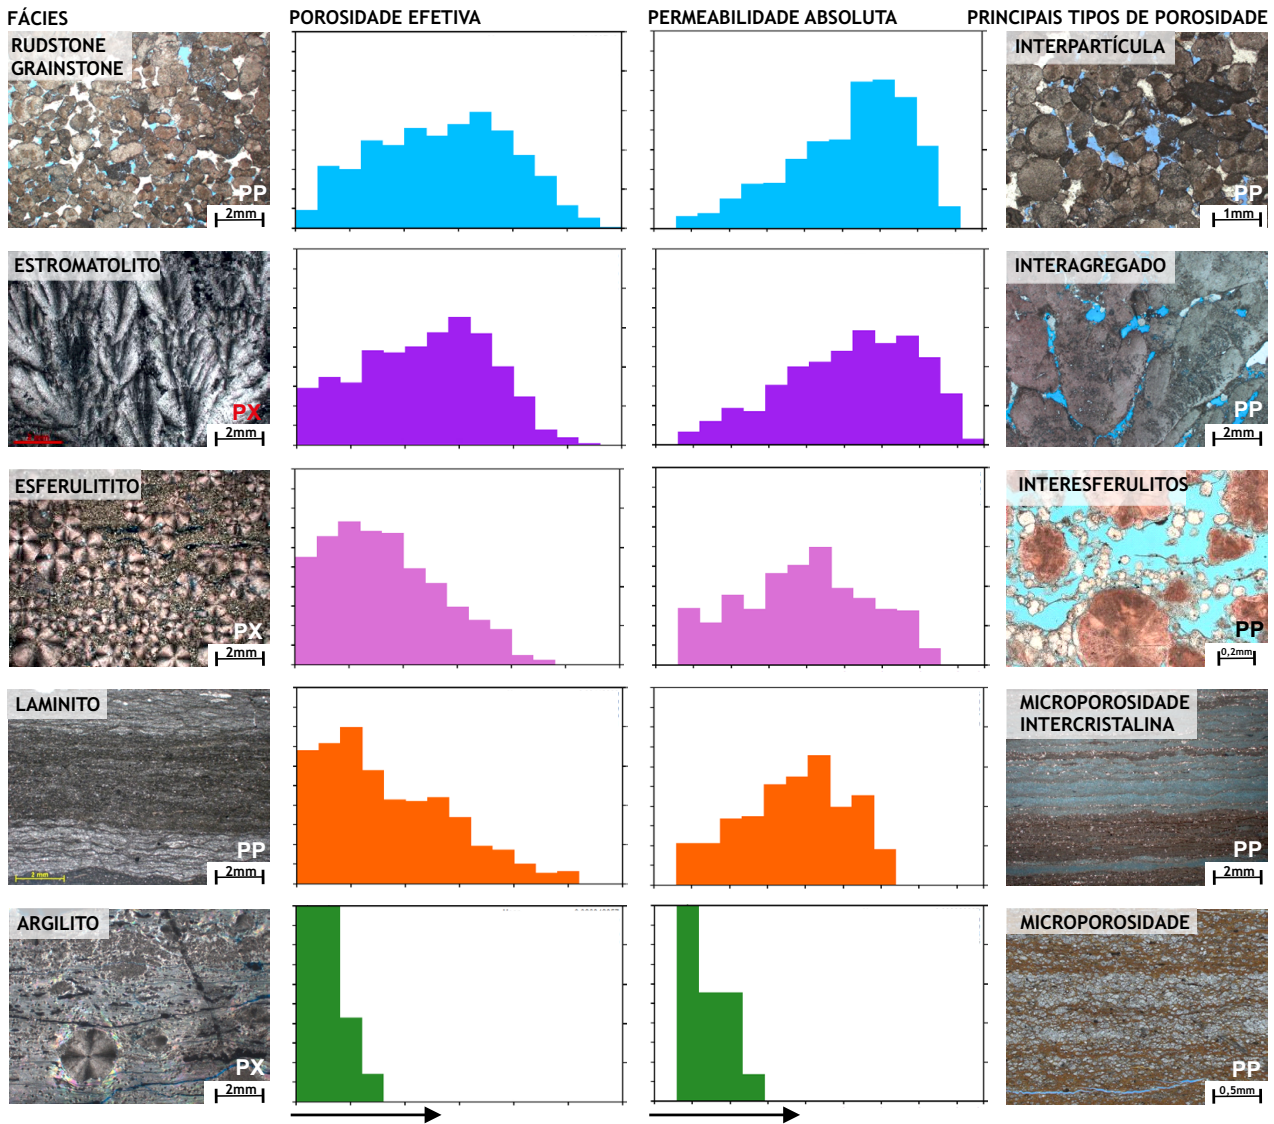 FÁCIES
POROSIDADE EFETIVA
PERMEABILIDADE ABSOLUTA
PRINCIPAIS TIPOS DE POROSIDADE
RUDSTONE
GRAINSTONE
PP
2mm
INTERPARTÍCULA
PP
1mm
ESTROMATOLITO
PX
2mm
INTERAGREGADO
PP
2mm
ESFERULITITO
PX
2mm
INTERESFERULITOS
PP
0,2mm
LAMINITO
PP
2 mm
2mm
MICROPOROSIDADE
INTERCRISTALINA
PP
2mm
ARGILITO
PX
2mm
MICROPOROSIDADE
PP
0,5mm